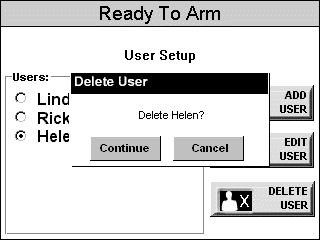 Ready To Arm
User Setup
Users:
Lind
Rick
Hele
Delete User
Delete Helen?
Continue
Cancel
ADD
USER
EDIT
USER
X
DELETE
USER